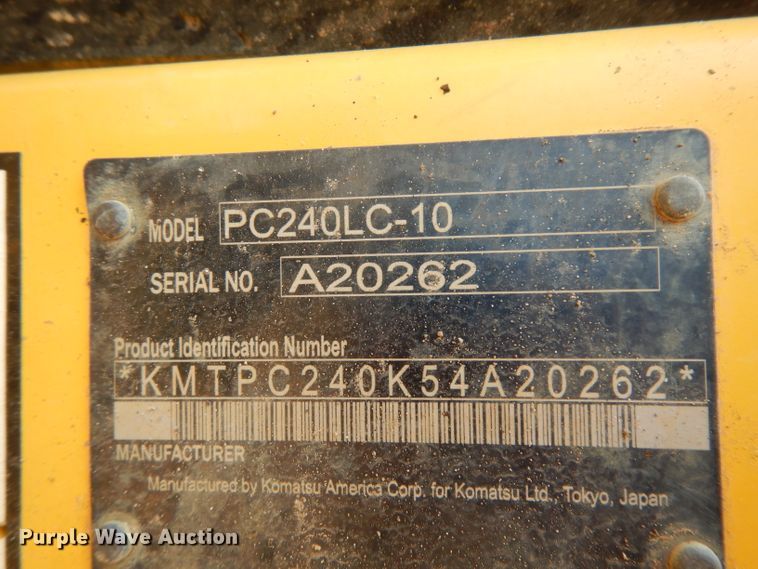 MODEL PC240LC-10
SERIAL NO. A20262
Product Identification Number
*KMTPC240K54A20262*
MANUFACTURER
Manufactured by Komatsu America Corp. for Komatsu Ltd., Tokyo, Japan
Purple Wave Auction